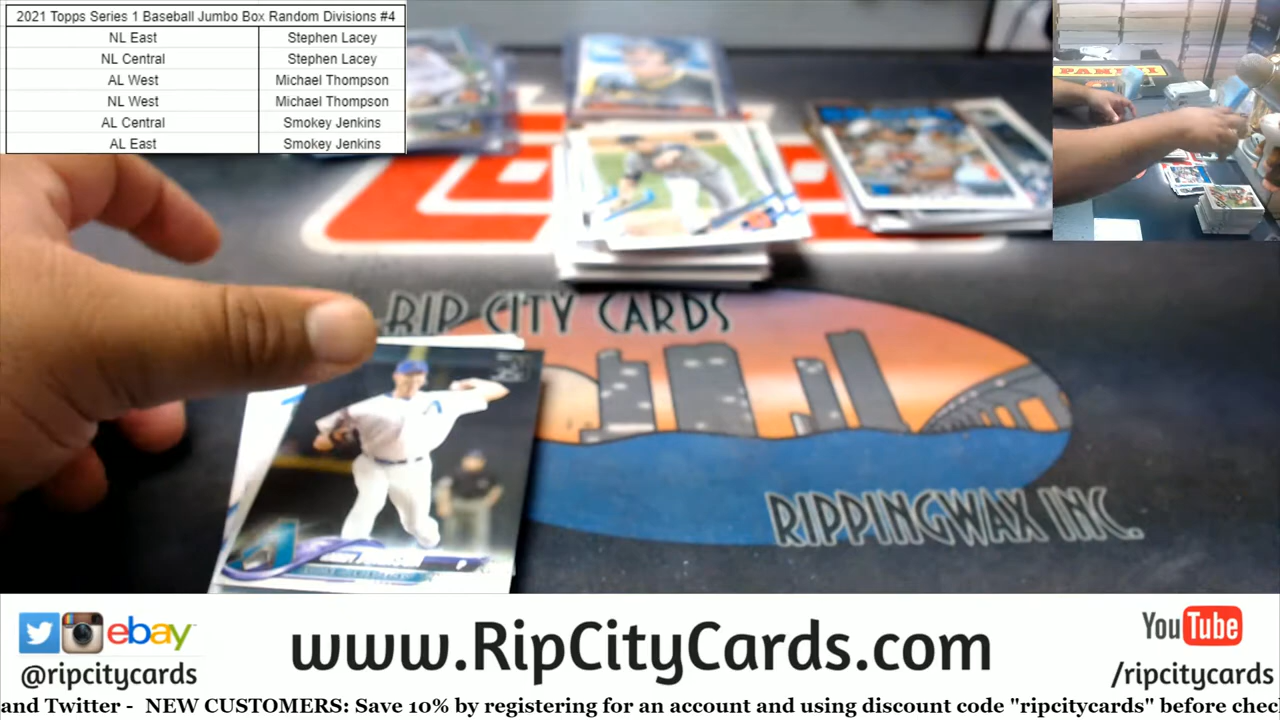 2021 Topps Series 1 Baseball Jumbo Box Random Divisions #4
NL East Stephen Lacey
NL Central Stephen Lacey
AL West Michael Thompson
NL West Michael Thompson
AL Central Smokey Jenkins
AL East Smokey Jenkins
PANINI
RIP CITY CARDS
RIPPINGWAX INC.
ebay
@ripcitycards
www.RipCityCards.com
YouTube
/ripcitycards
and Twitter - NEW CUSTOMERS: Save 10% by registering for an account and using discount code "ripcitycards" before chec